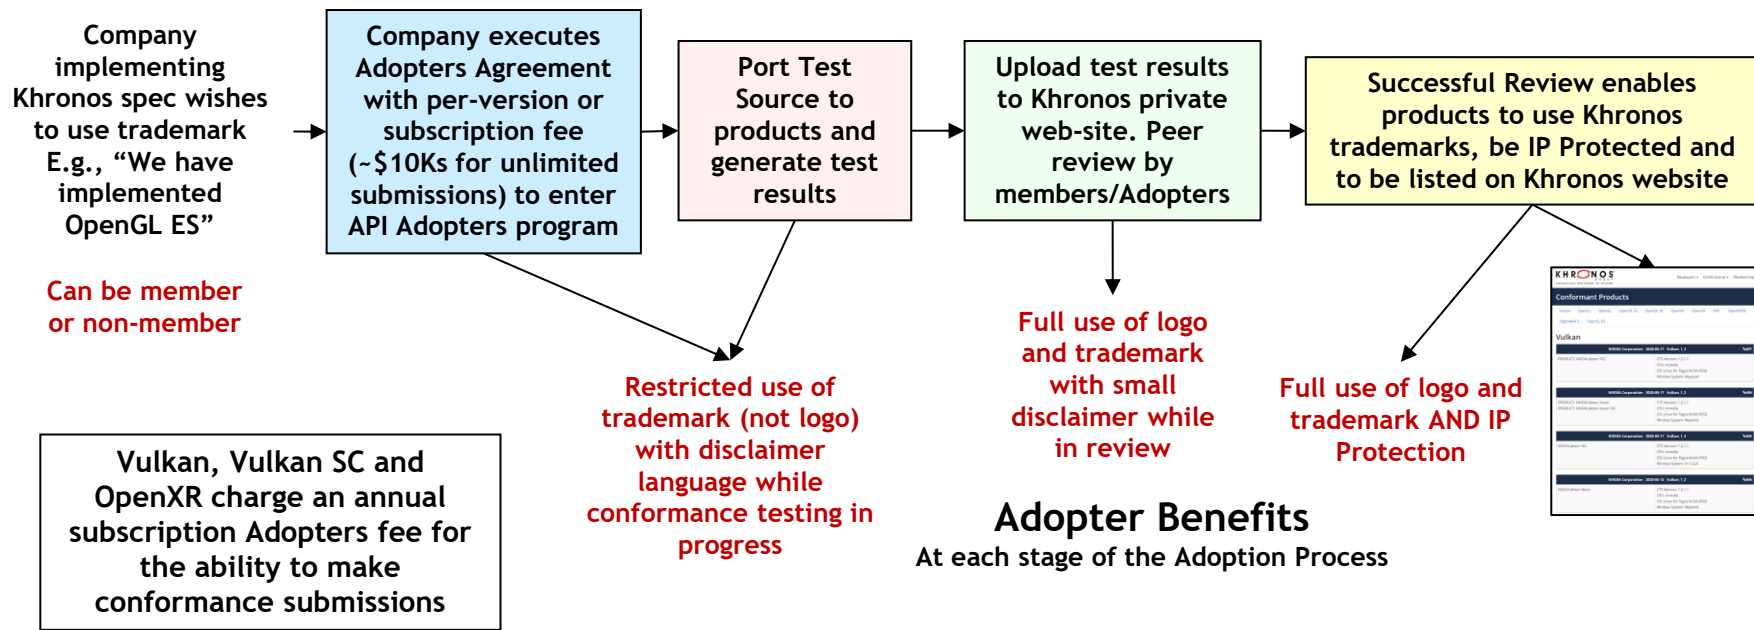 Company
implementing
Khronos spec wishes
to use trademark
E.g., “We have
implemented
OpenGL ES”
Can be member
or non-member
Company executes
Adopters Agreement
with per-version or
subscription fee
(~$10Ks for unlimited
submissions) to enter
API Adopters program
Port Test
Source to
products and
generate test
results
Upload test results
to Khronos private
web-site. Peer
review by
members/Adopters
Successful Review enables
products to use Khronos
trademarks, be IP Protected and
to be listed on Khronos website
Restricted use of
trademark (not logo)
with disclaimer
language while
conformance testing in
progress
Full use of logo
and trademark
with small
disclaimer while
in review
Full use of logo and
trademark AND IP
Protection
KHRONOS
Conformant Products
Vulkan
Vulkan, Vulkan SC and
OpenXR charge an annual
subscription Adopters fee for
the ability to make
conformance submissions
Adopter Benefits
At each stage of the Adoption Process